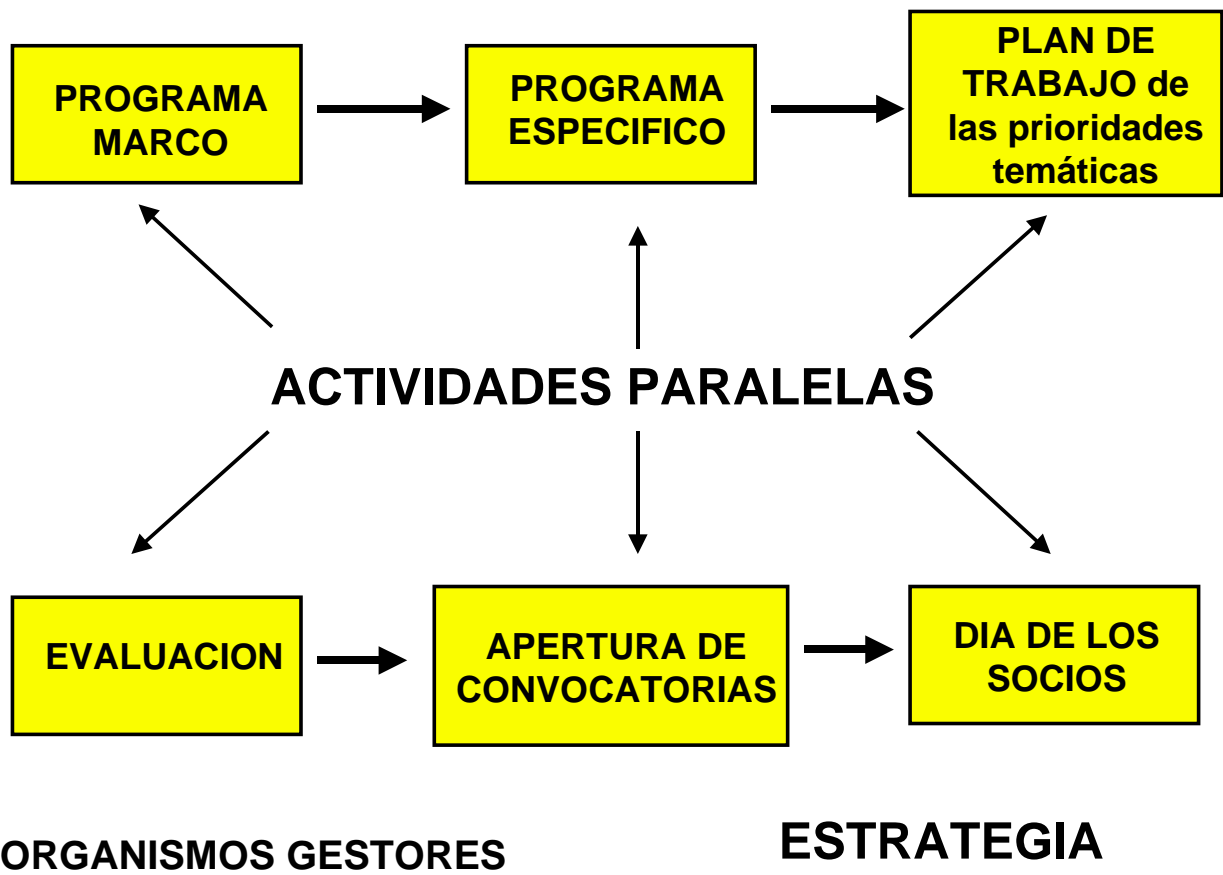 PROGRAMA
MARCO
PROGRAMA
ESPECIFICO
PLAN DE
TRABAJO de
las prioridades
temáticas
ACTIVIDADES PARALELAS
EVALUACION
APERTURA DE
CONVOCATORIAS
DIA DE LOS
SOCIOS
ORGANISMOS GESTORES
ESTRATEGIA